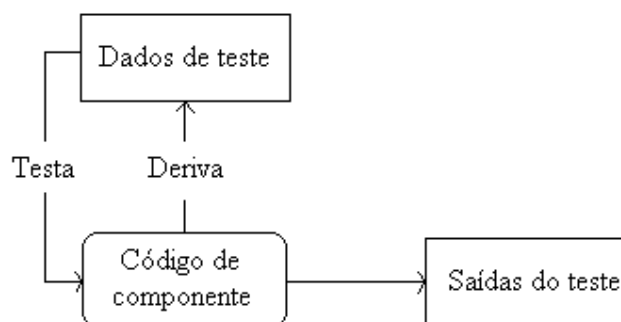 Dados de teste
Testa
Deriva
Código de
componente
Saídas do teste